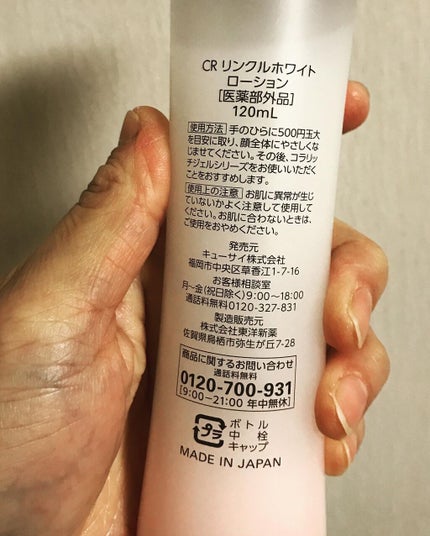 CR リンクルホワイト
ローション
[医薬部外品]
120mL
使用方法 手のひらに500円玉大
を目安に取り、顔全体にやさしくな
じませてください。その後、コラリッ
チジェルシリーズをお使いいただく
ことをおすすめします。
使用上の注意 お肌に異常が生じ
ていないかよく注意して使用して
ください。お肌に合わないときは、
ご使用をおやめください。
発売元
キューサイ株式会社
福岡市中央区草香江1-7-16
お客様相談室
月〜金(祝日除く)9:00〜18:00
通話料無料0120-327-831
製造販売元
株式会社東洋新薬
佐賀県鳥栖市弥生が丘7-28
商品に関するお問い合わせ
通話料無料
0120-700-931
[9:00〜21:00 年中無休]
プラ
ボトル
中栓
キャップ
MADE IN JAPAN